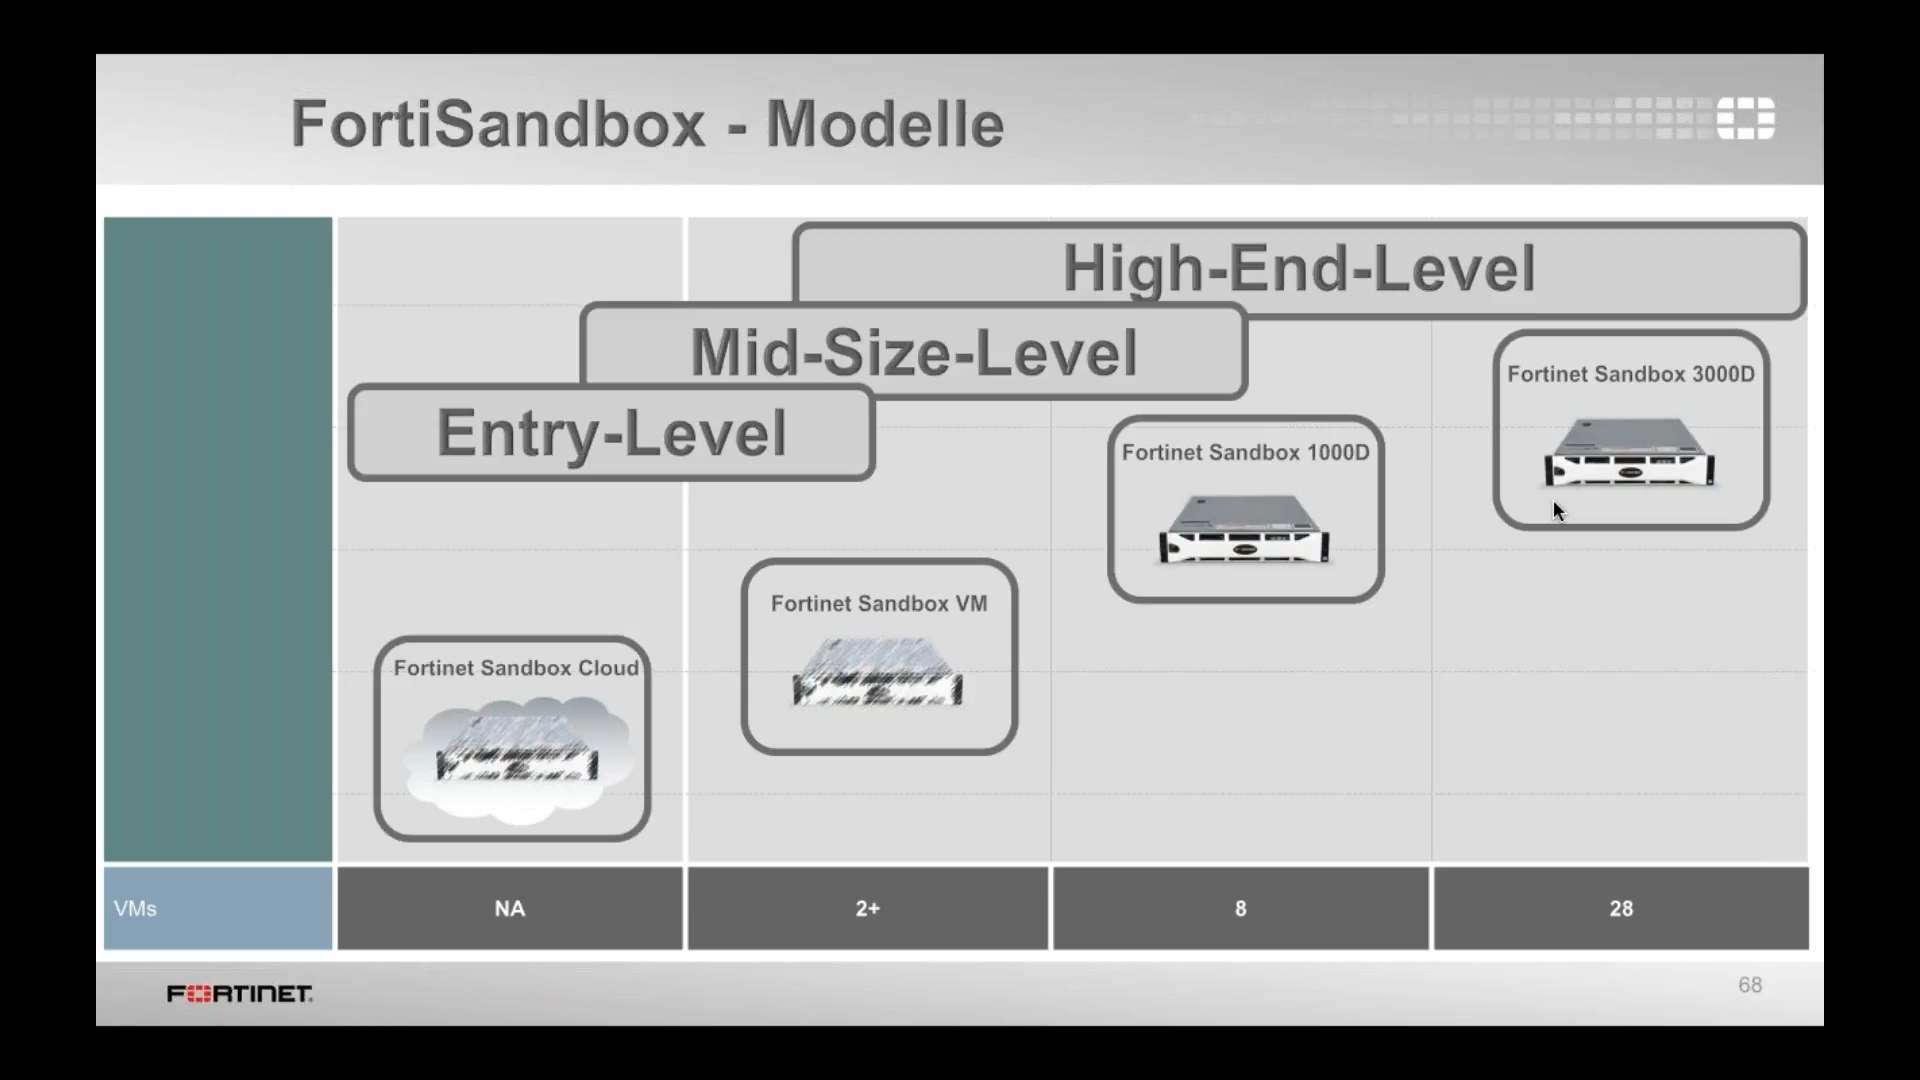 FortiSandbox - Modelle
High-End-Level
Mid-Size-Level
Entry-Level
Fortinet Sandbox 3000D
Fortinet Sandbox 1000D
Fortinet Sandbox VM
Fortinet Sandbox Cloud
VMs
NA
2+
8
28
FORTINET
68